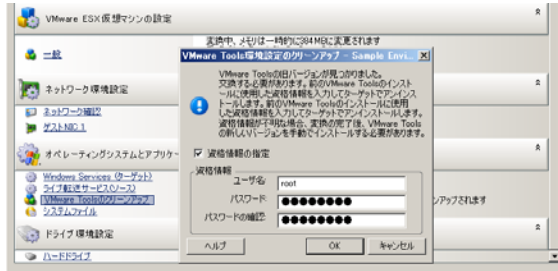 VMware ESX仮想マシンの設定
変換中、メモリは一時的に384MBに変更されます
一般
VMware Tools環境設定のクリーンアップ - Sample Envi...
VMware Toolsの旧バージョンが見つかりました。
交換する必要があります。前のVMware Toolsのインスト
ールに使用した資格情報を入力してターゲットでアンインス
トールします。前のVMware Toolsのインストールに使用
した資格情報を入力してターゲットでアンインストールします。
資格情報が不明な場合、変換の完了後、VMware Tools
の新しいバージョンを手動でインストールする必要があります。
ネットワーク環境設定
ネットワーク確認
ゲストNIC 1
オペレーティングシステムとアプリケー
Windows Services (ターゲット)
ライブ転送サービス(ソース)
VMware Toolsのクリーンアップ
システムファイル
資格情報の指定
資格情報
ユーザ名
root
パスワード
パスワードの確認
ンアップされます
ドライブ環境設定
ヘルプ
OK
キャンセル
ハードドライブ